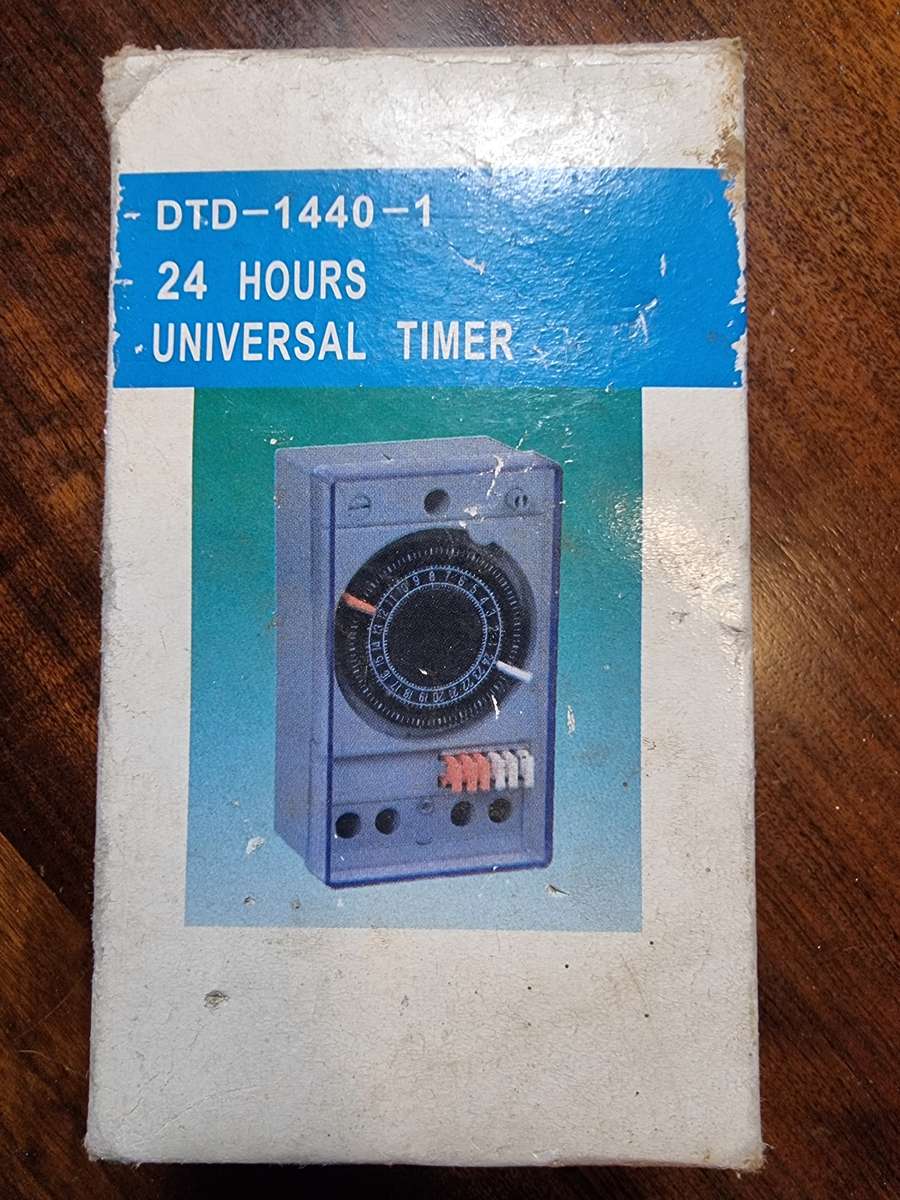 DTD-1440-1
24 HOURS
UNIVERSAL TIMER